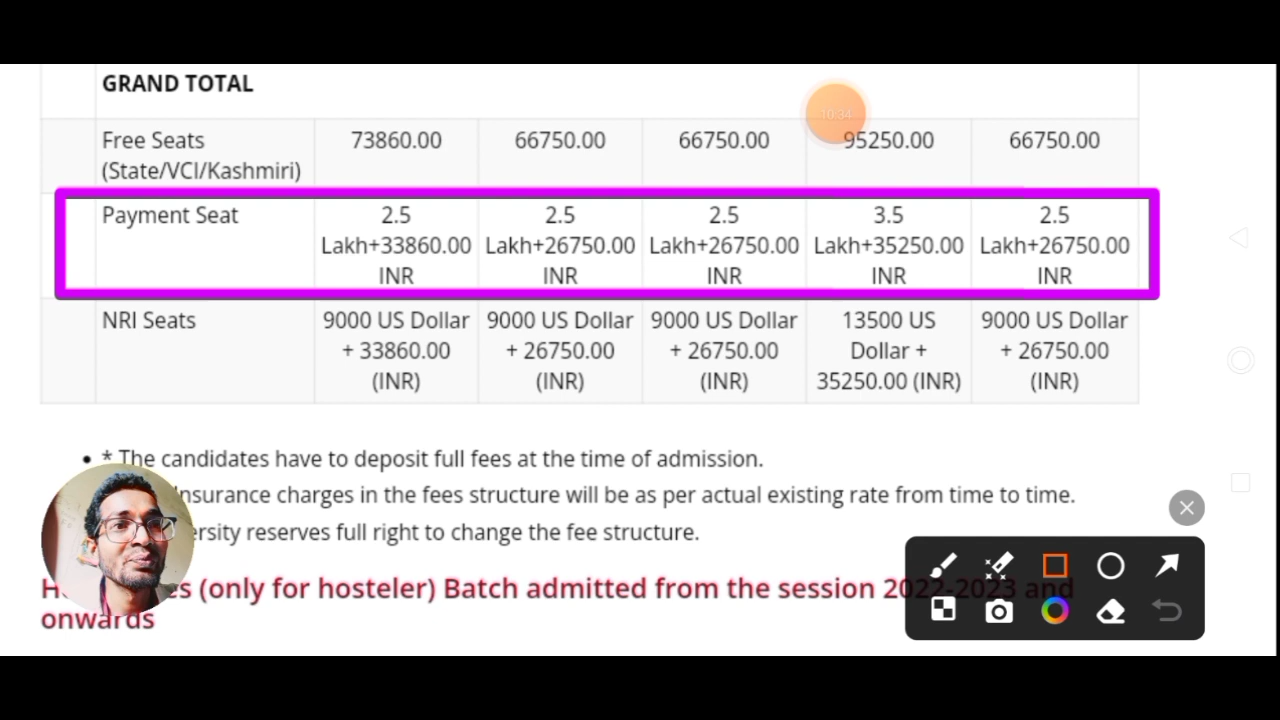 GRAND TOTAL
10:34
Free Seats 73860.00 66750.00 66750.00 95250.00 66750.00
(State/VCI/Kashmiri)
Payment Seat 2.5 2.5 2.5 3.5 2.5
Lakh+33860.00 Lakh+26750.00 Lakh+26750.00 Lakh+35250.00 Lakh+26750.00
INR INR INR INR INR
NRI Seats 9000 US Dollar 9000 US Dollar 9000 US Dollar 13500 US 9000 US Dollar
+ 33860.00 + 26750.00 + 26750.00 Dollar + + 26750.00
(INR) (INR) (INR) 35250.00 (INR) (INR)
• * The candidates have to deposit full fees at the time of admission.
Insurance charges in the fees structure will be as per actual existing rate from time to time.
reserves full right to change the fee structure.
(only for hosteler) Batch admitted from the session 2022-2023 and
onwards